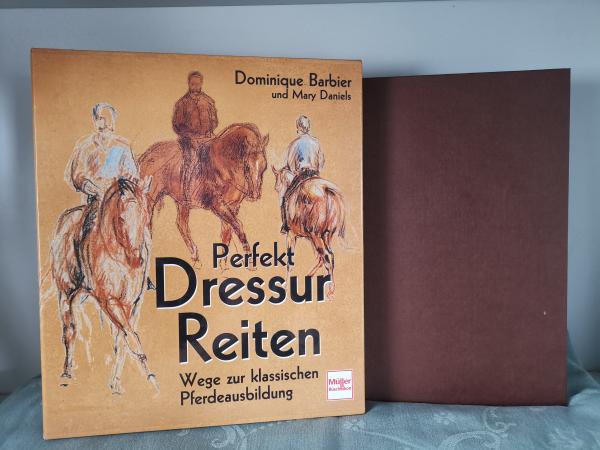 Dominique Barbier
und Mary Daniels
Perfekt
Dressur
Reiten
Wege zur klassischen
Pferdeausbildung
Müller
Rüschlikon